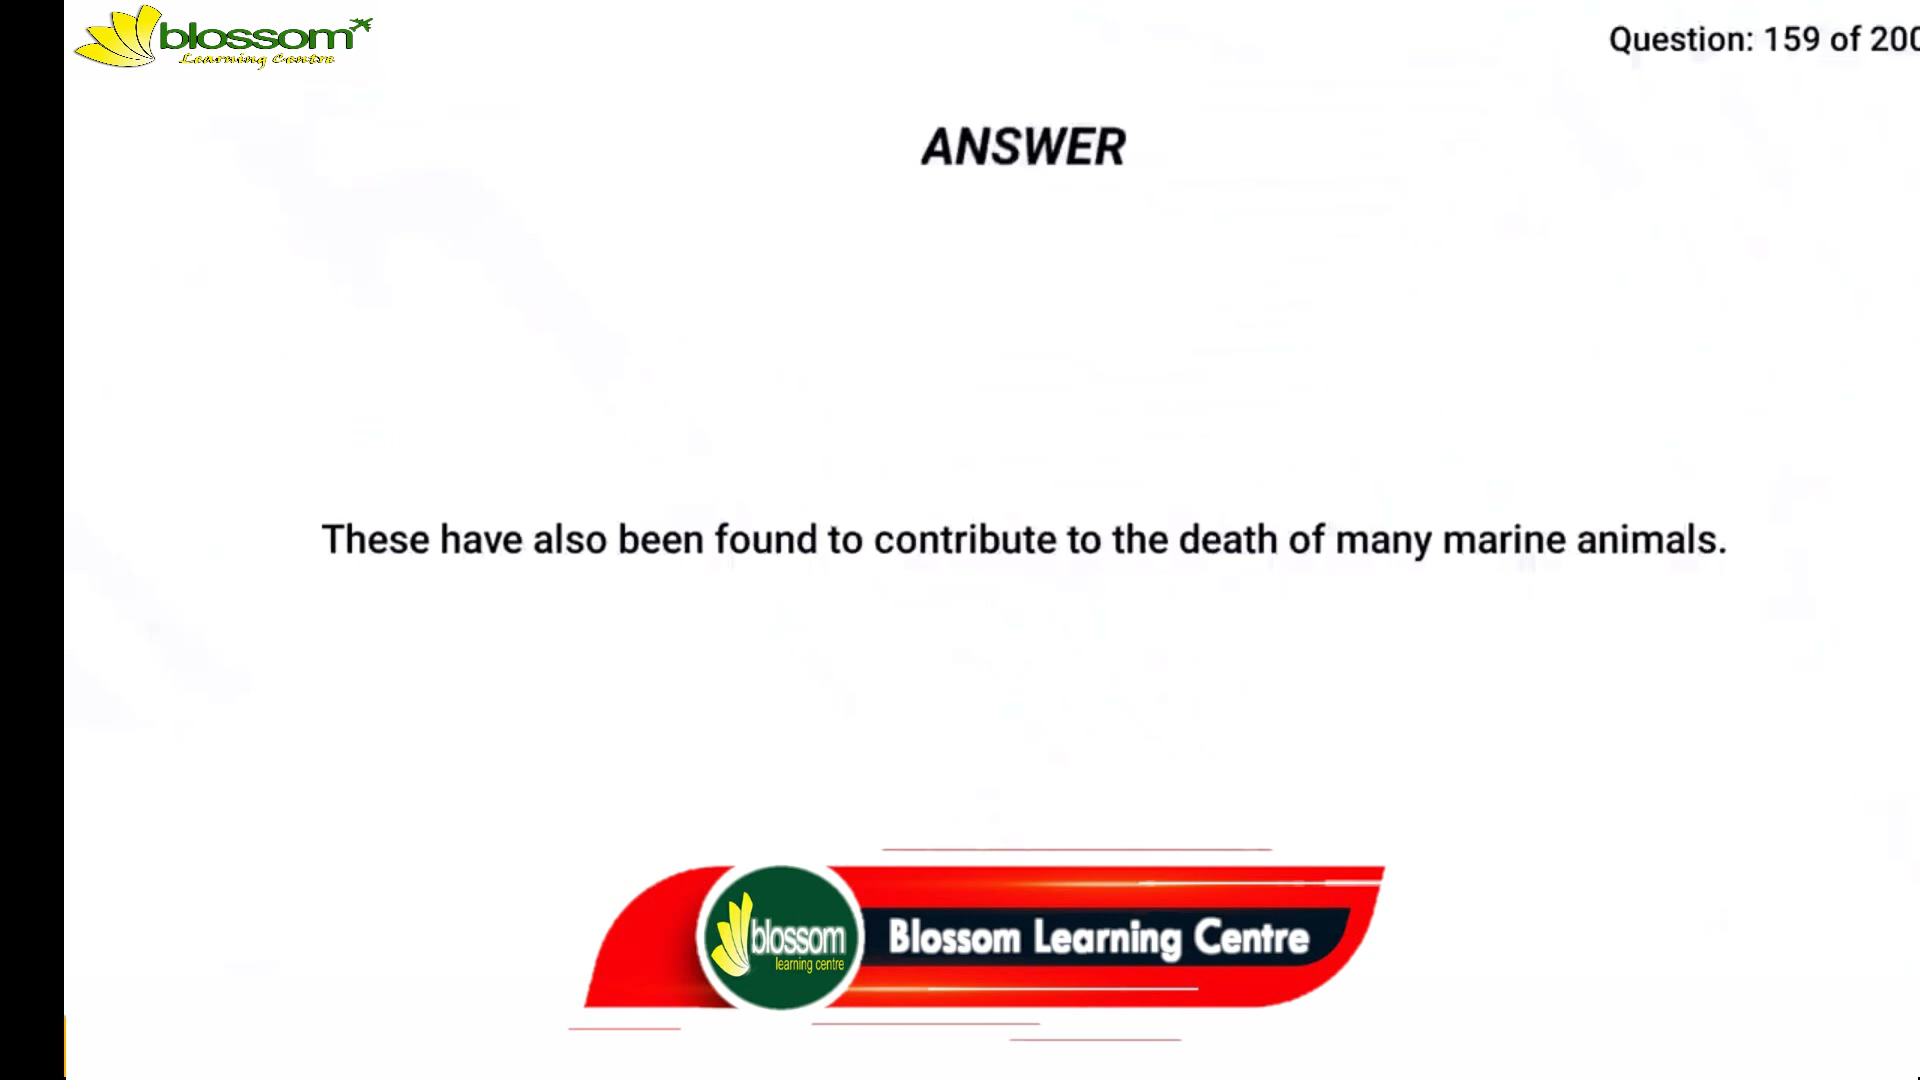 blossom
Learning Centre
Question: 159 of 200
ANSWER
These have also been found to contribute to the death of many marine animals.
blossom
learning centre
Blossom Learning Centre